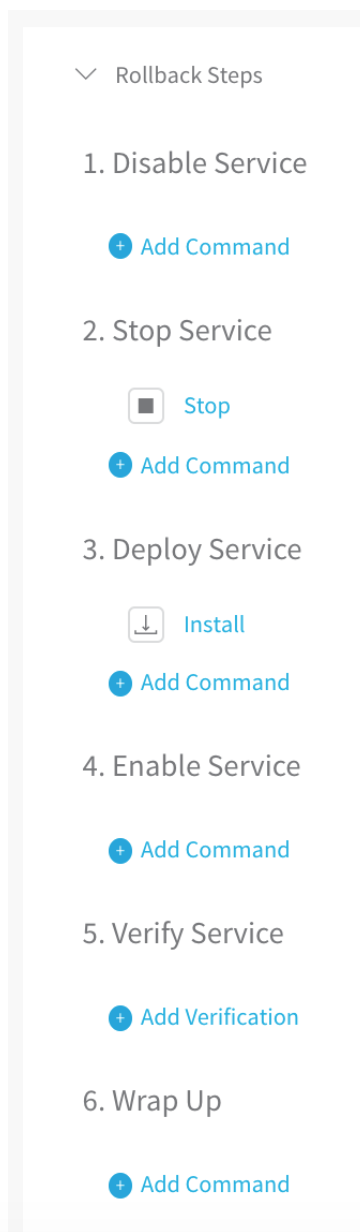 Rollback Steps
1. Disable Service
Add Command
2. Stop Service
Stop
Add Command
3. Deploy Service
Install
Add Command
4. Enable Service
Add Command
5. Verify Service
Add Verification
6. Wrap Up
Add Command